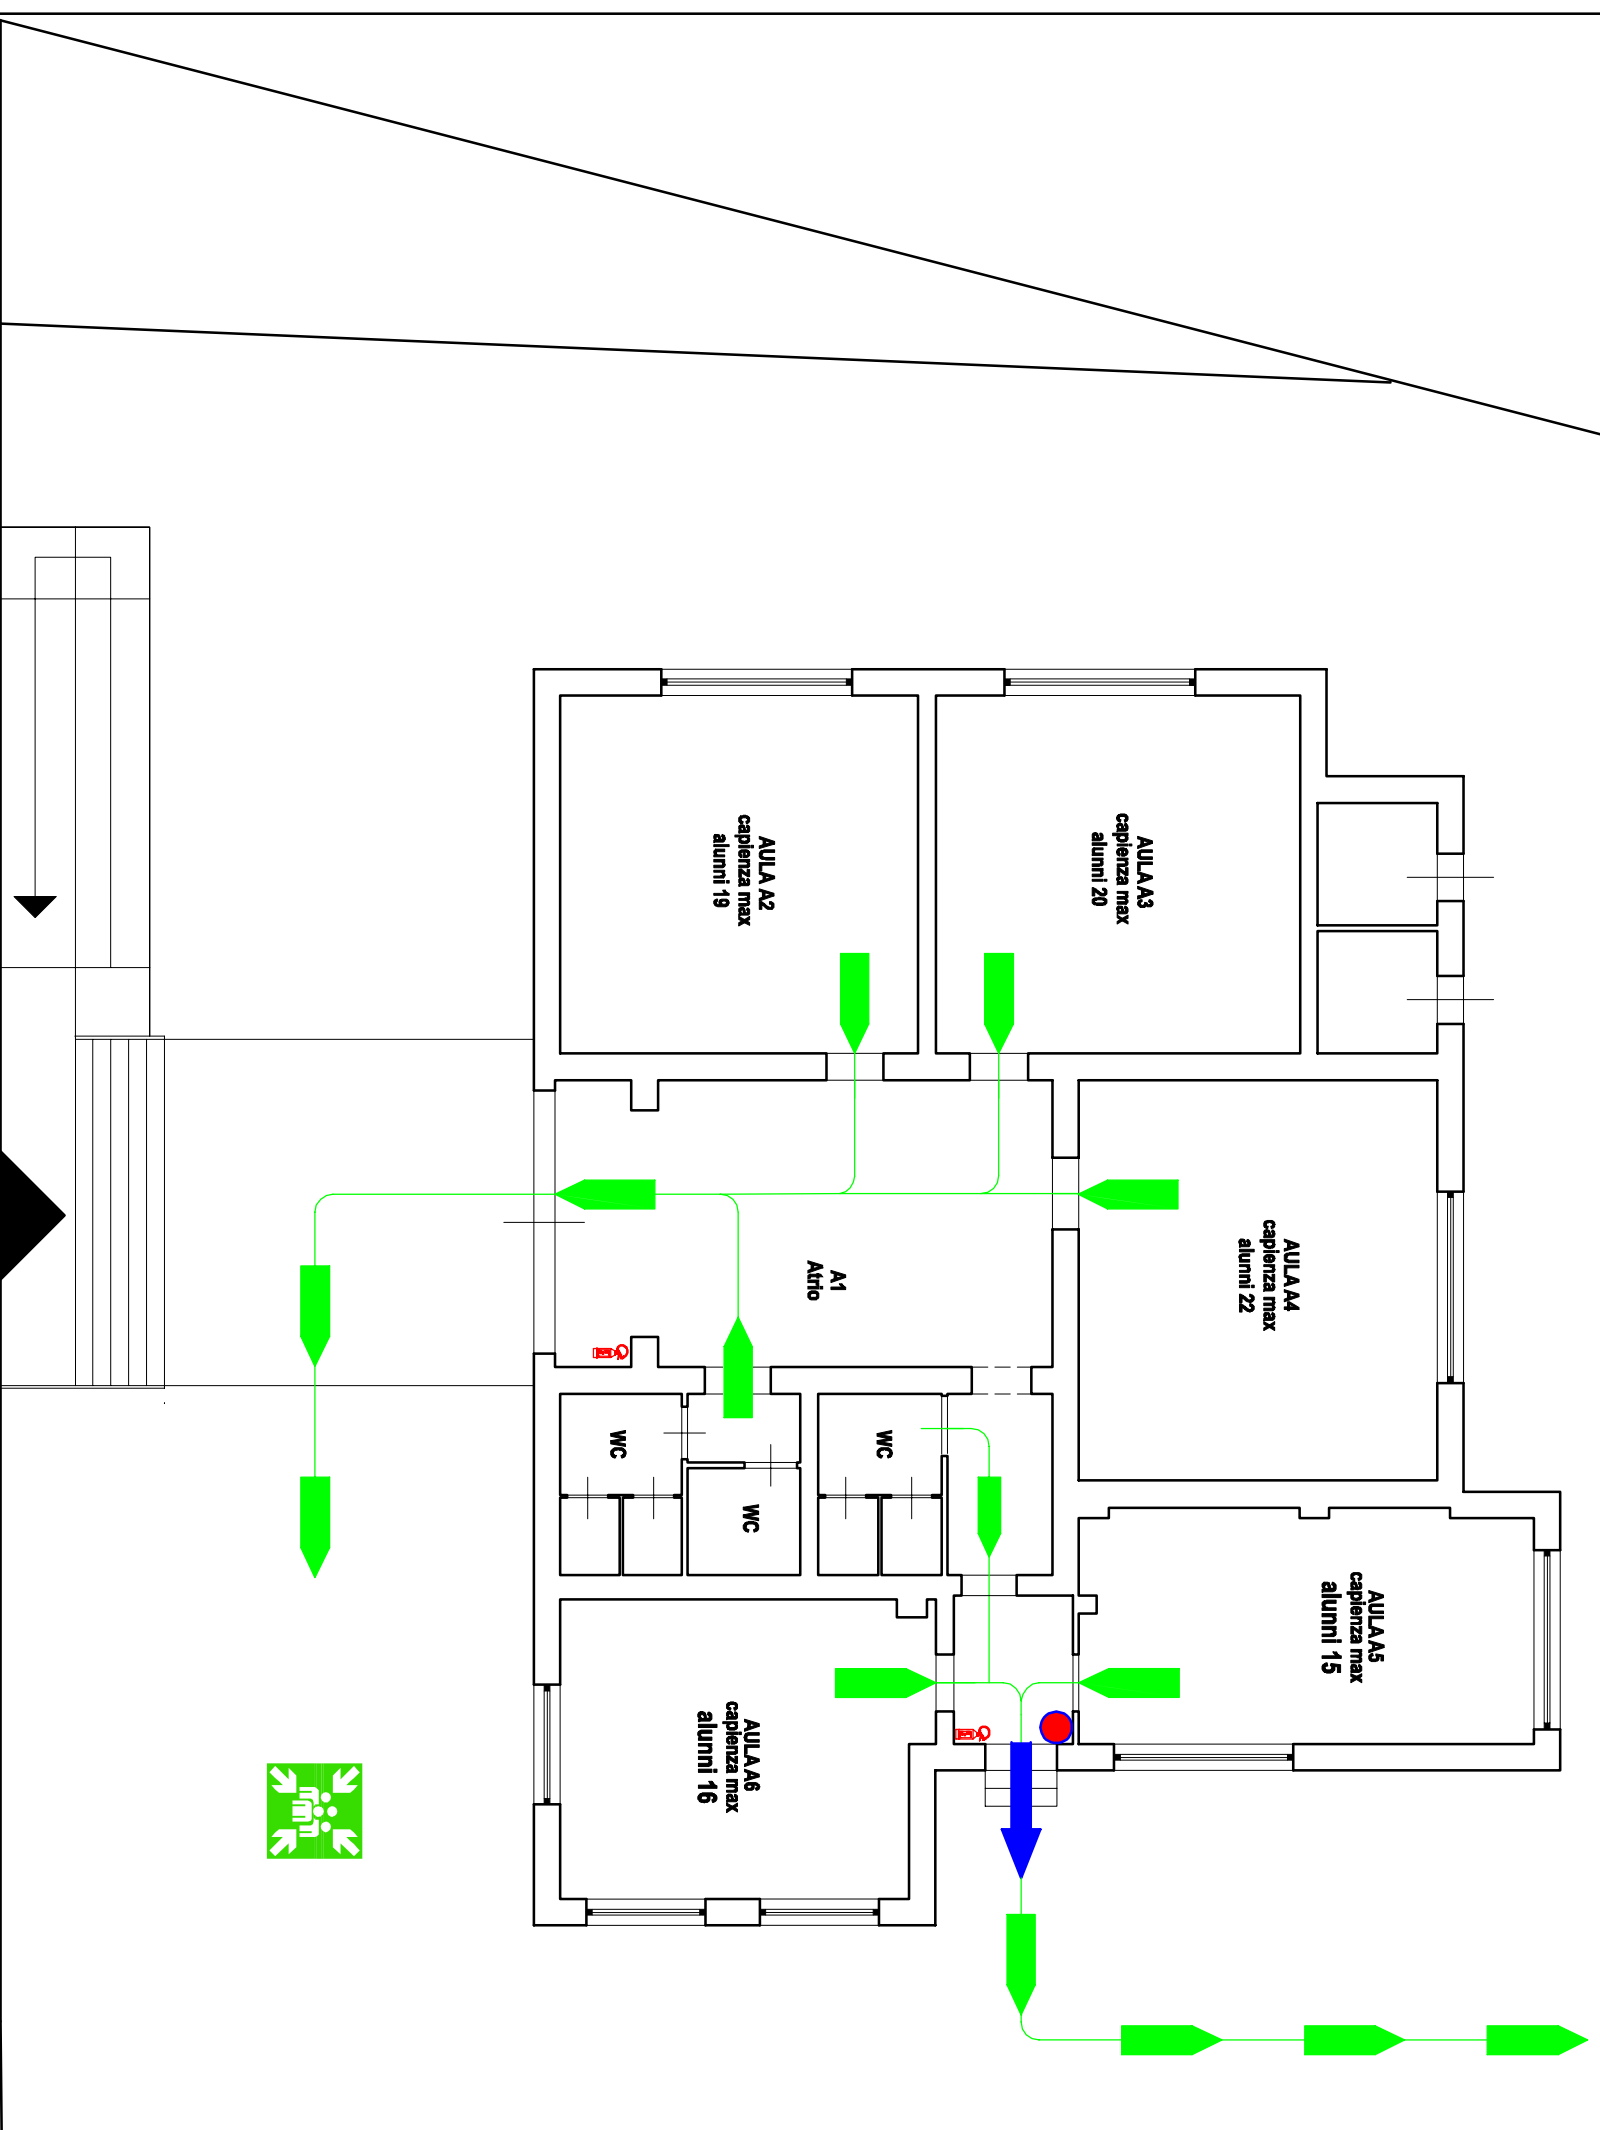 AULA A2
capienza max
alunni 19
AULA A3
capienza max
alunni 20
AULA A4
capienza max
alunni 22
A1
Atrio
WC
WC
WC
AULA A5
capienza max
alunni 15
AULA A6
capienza max
alunni 16